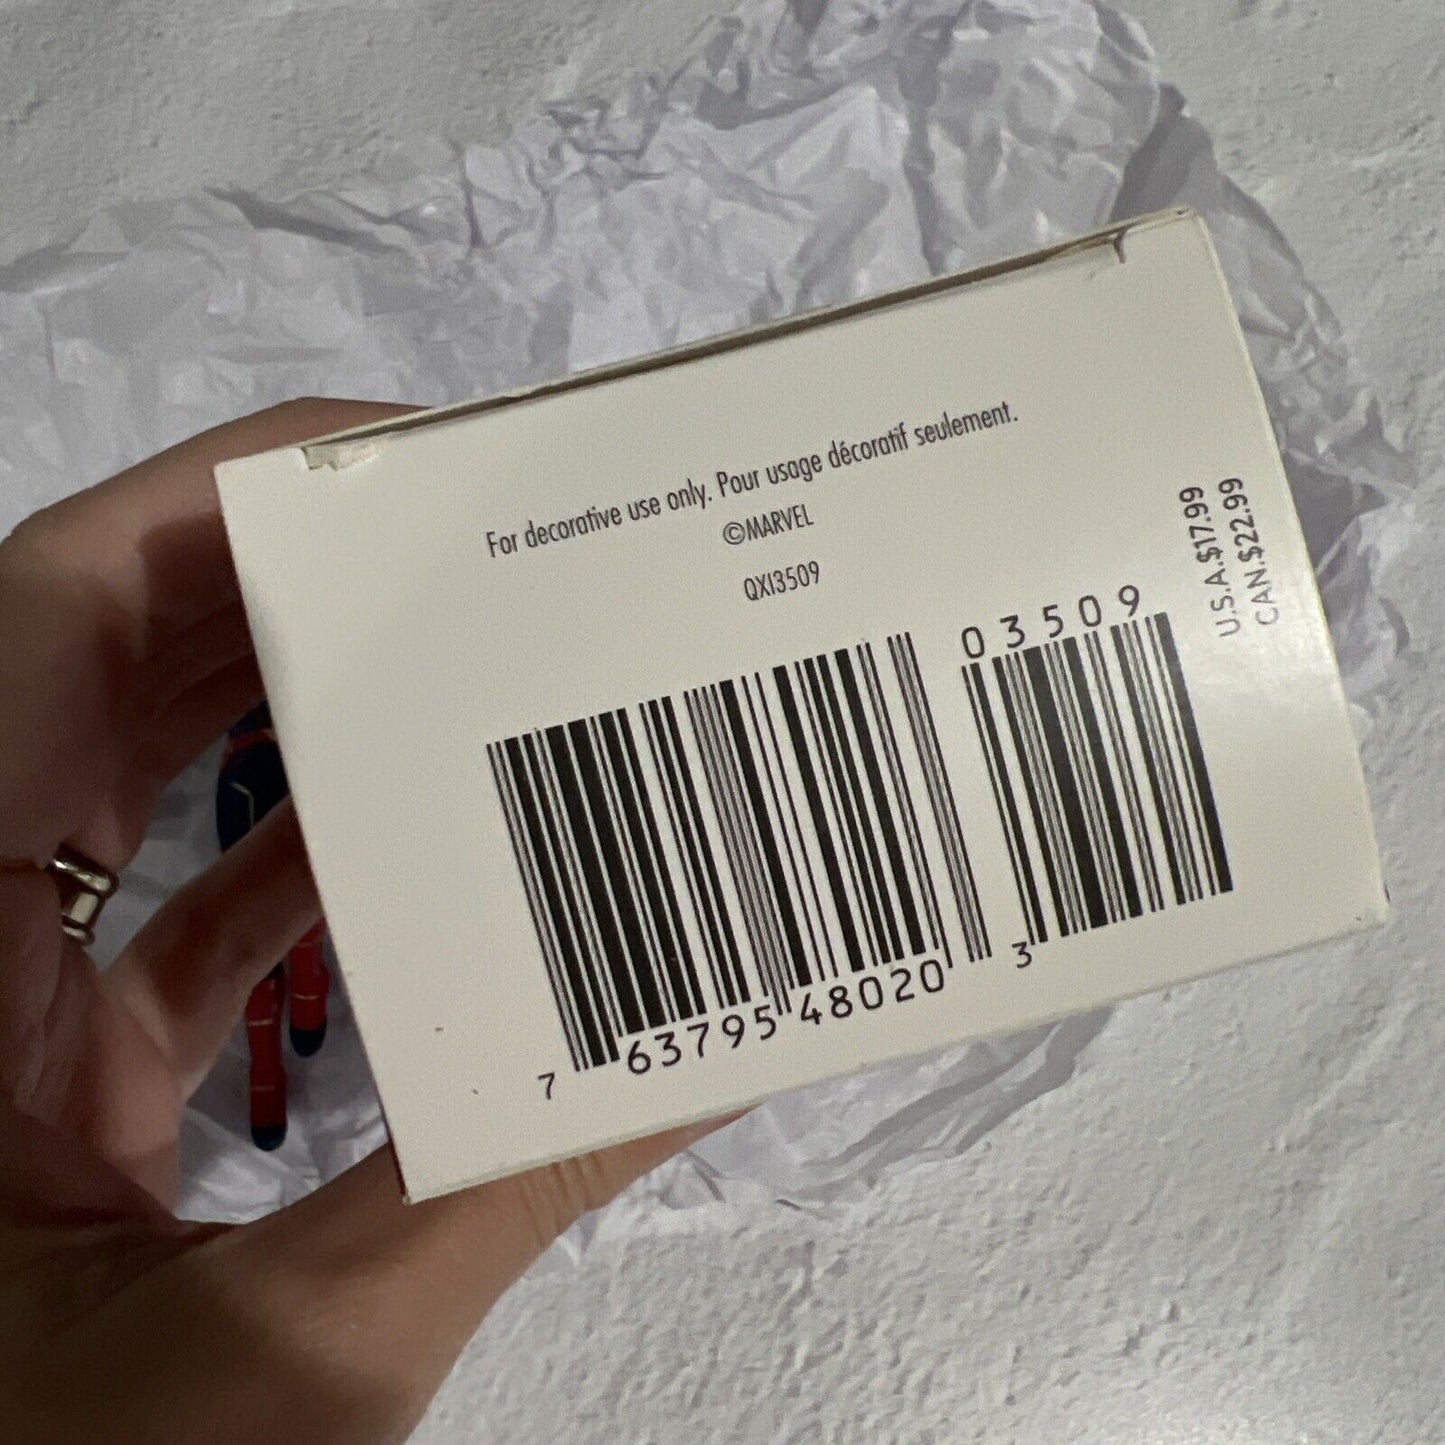 For decorative use only. Pour usage décoratif seulement.
©MARVEL
QXI3509
U.S.A.$17.99
CAN.$22.99
03509
7 63795 48020 3